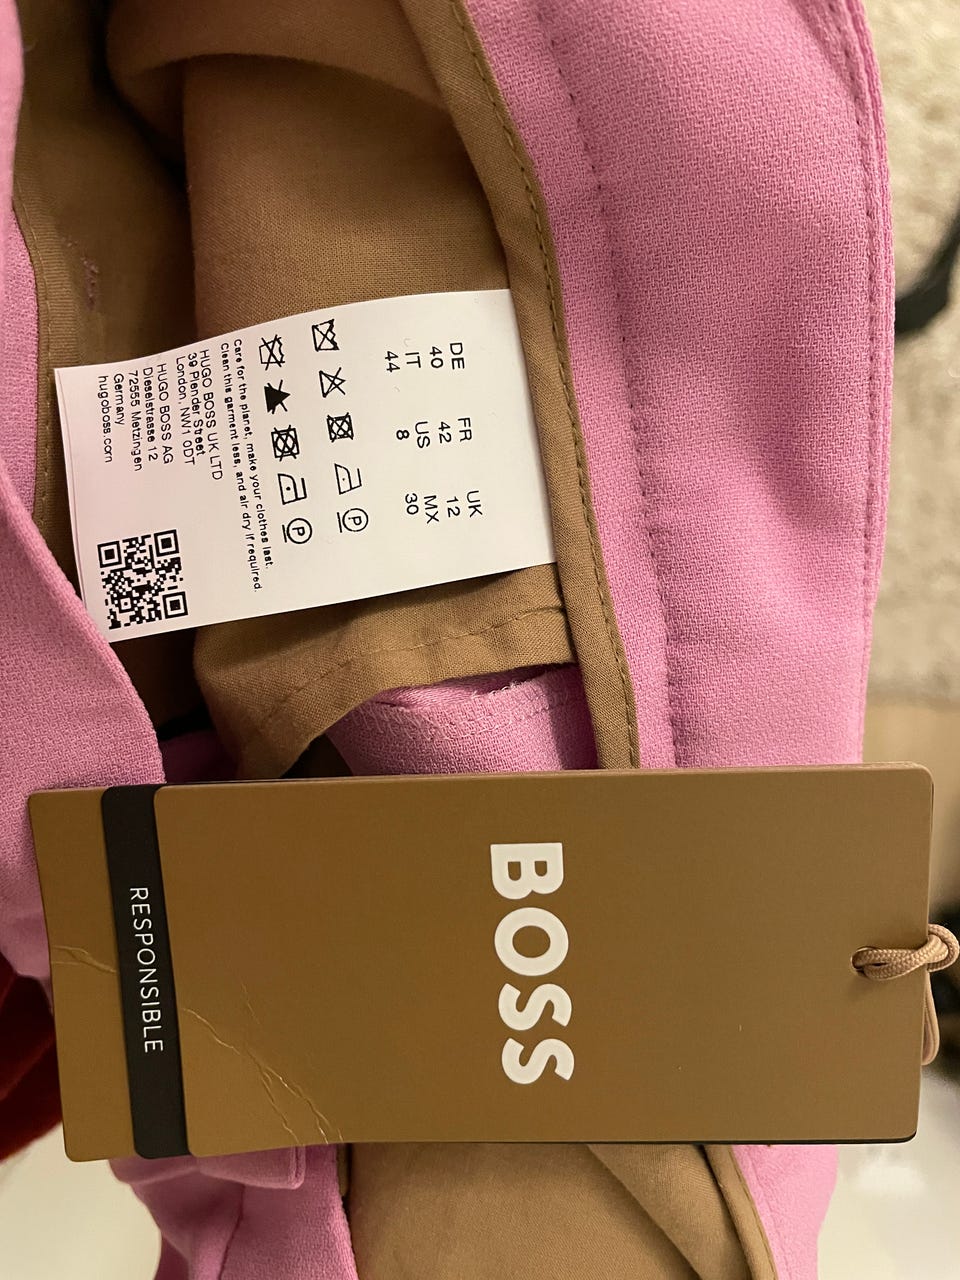 DE FR UK
40 42 12
IT US MX
44 8 30
P
P
Care for the planet, make your clothes last.
Clean this garment less, and air dry if required.
HUGO BOSS UK LTD
39 Plender Street
London, NW1 0DT
HUGO BOSS AG
Dieselstrasse 12
72555 Metzingen
Germany
hugoboss.com
BOSS
RESPONSIBLE